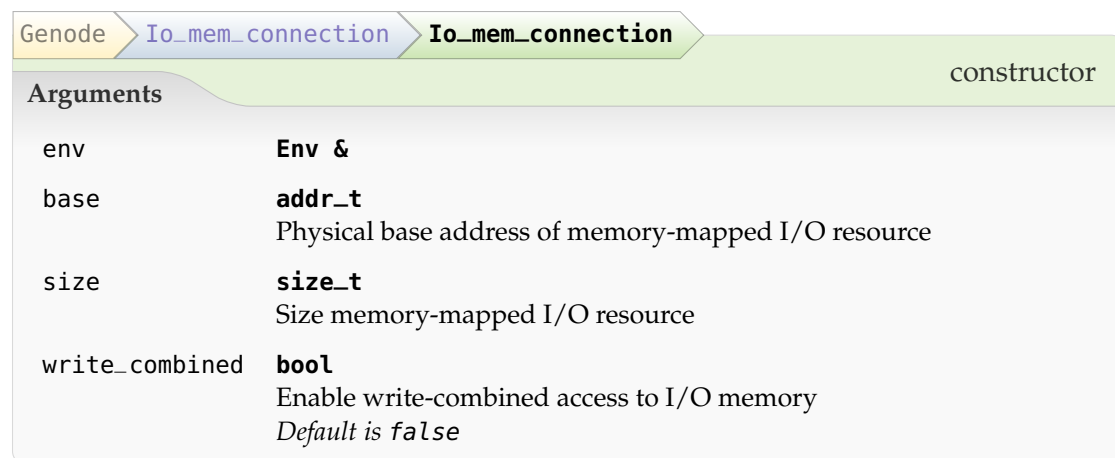 Genode Io_mem_connection Io_mem_connection
constructor
Arguments
env Env &
base addr_t
Physical base address of memory-mapped I/O resource
size size_t
Size memory-mapped I/O resource
write_combined bool
Enable write-combined access to I/O memory
Default is false